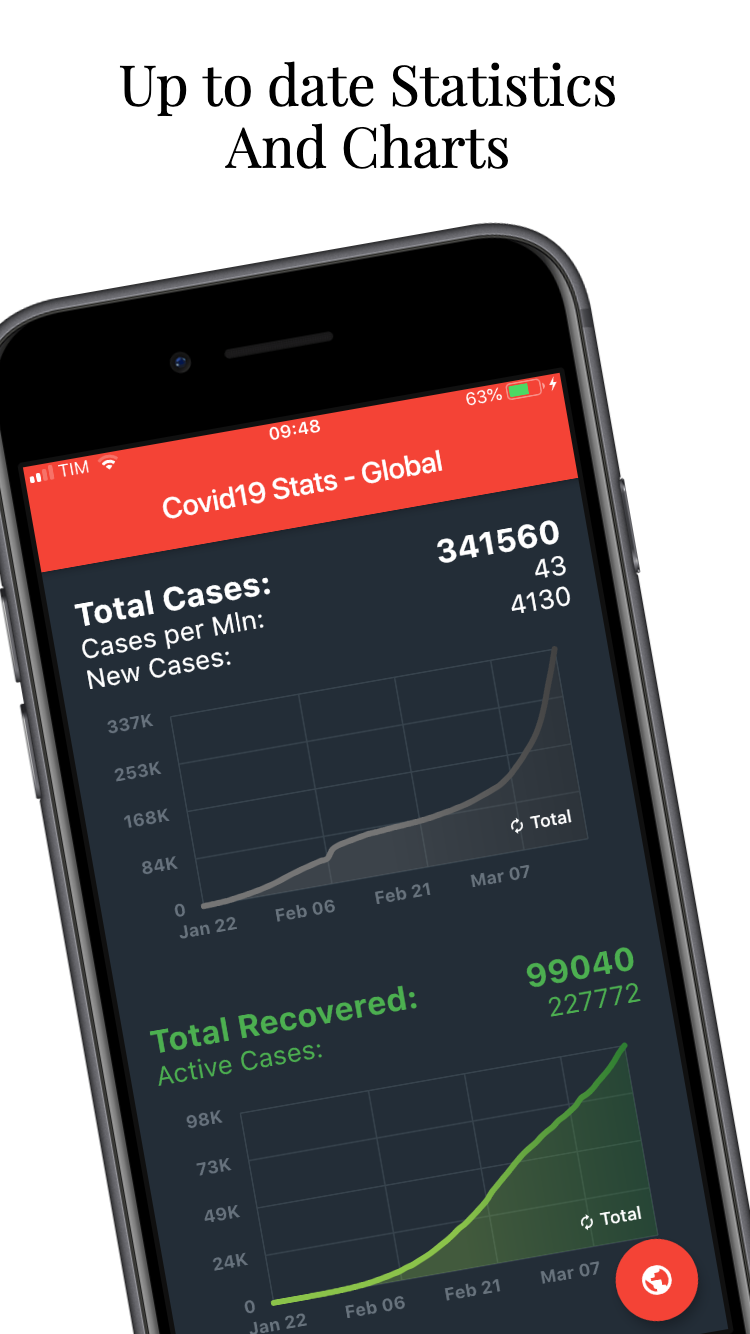 Up to date Statistics
And Charts
TIM 09:48 63%
Covid19 Stats - Global
Total Cases: 341560
Cases per Mln: 43
New Cases: 4130
337K
253K
168K
84K
0
Total
Jan 22 Feb 06 Feb 21 Mar 07
Total Recovered: 99040
Active Cases: 227772
98K
73K
49K
24K
0
Total
Jan 22 Feb 06 Feb 21 Mar 07